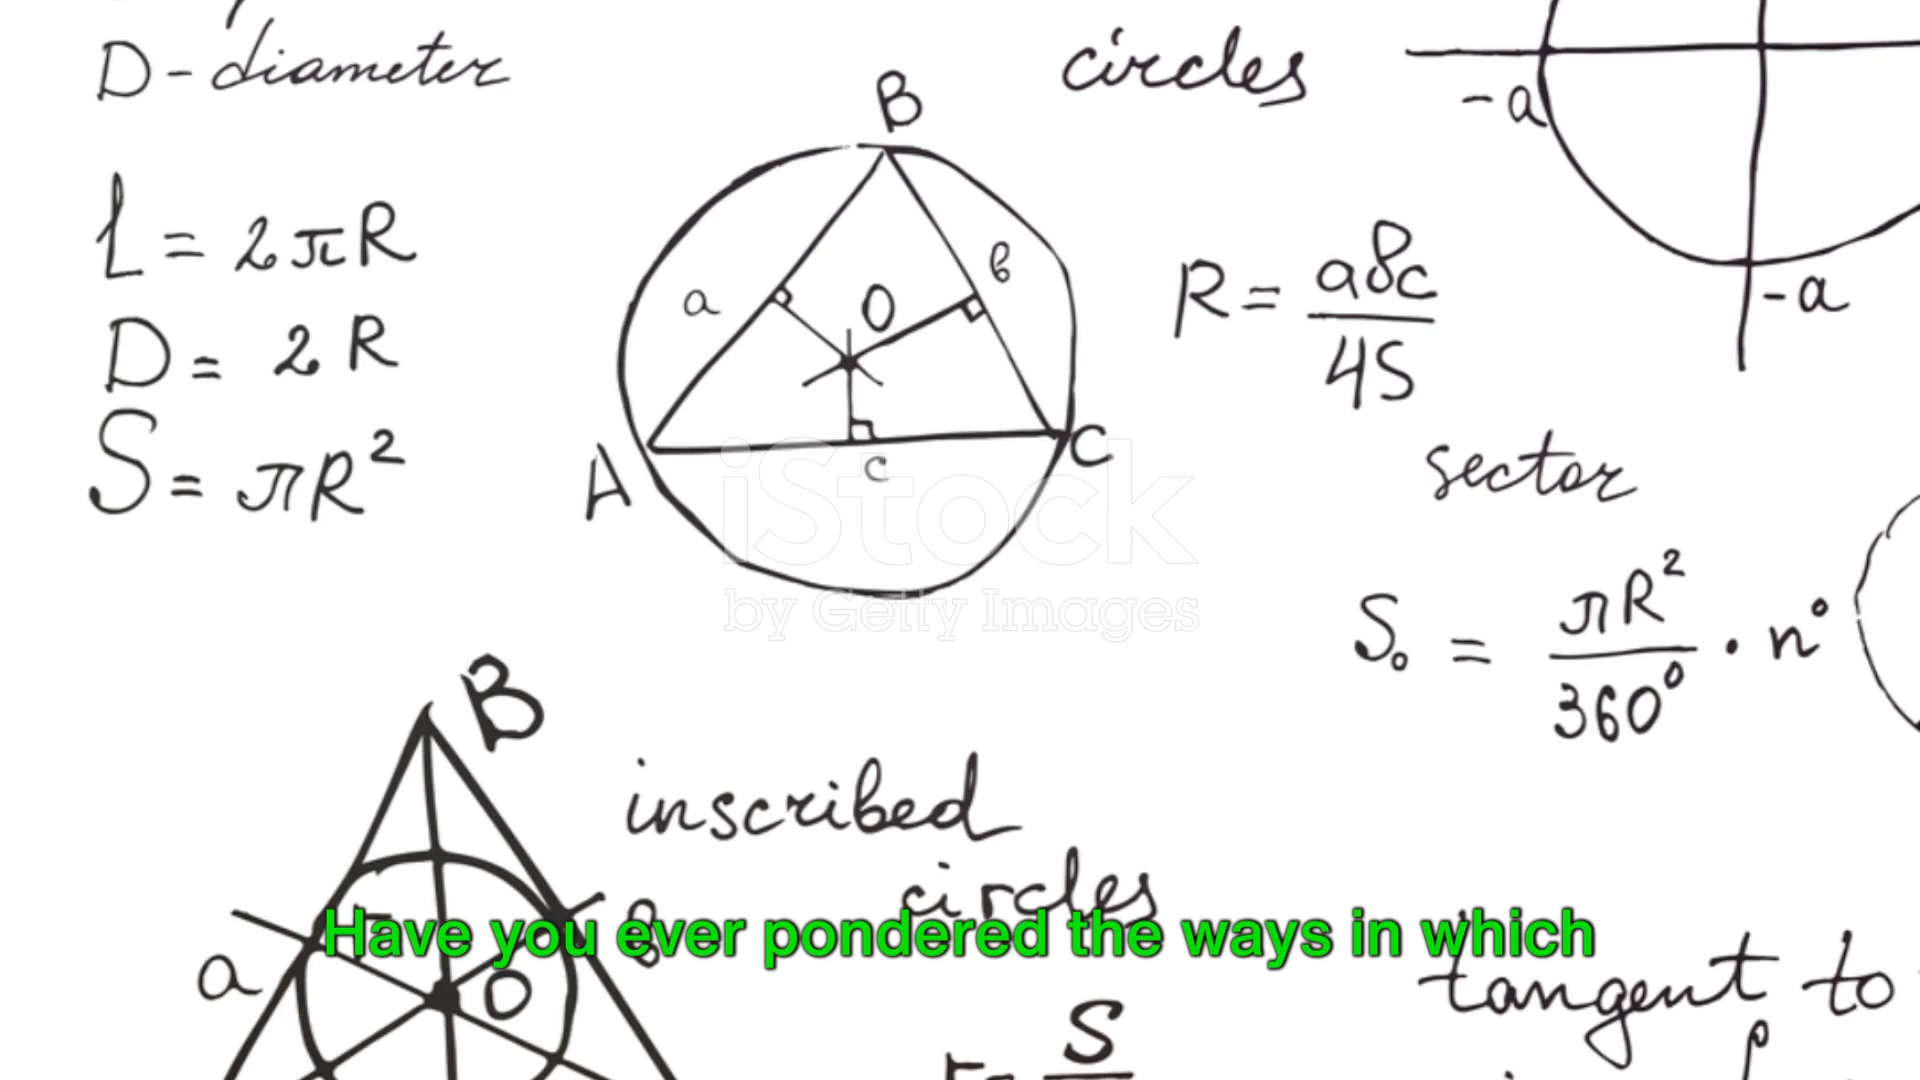 D - diameter
circles
B
-a
L = 2πR
a
в
O
R = aвc / 4S
-a
D = 2R
C
A
c
S = πR²
sector
iStock
by Getty Images
S₀ = πR² / 360° · n°
B
inscribed
circles
Have you ever pondered the ways in which
a
O
tangent to
S